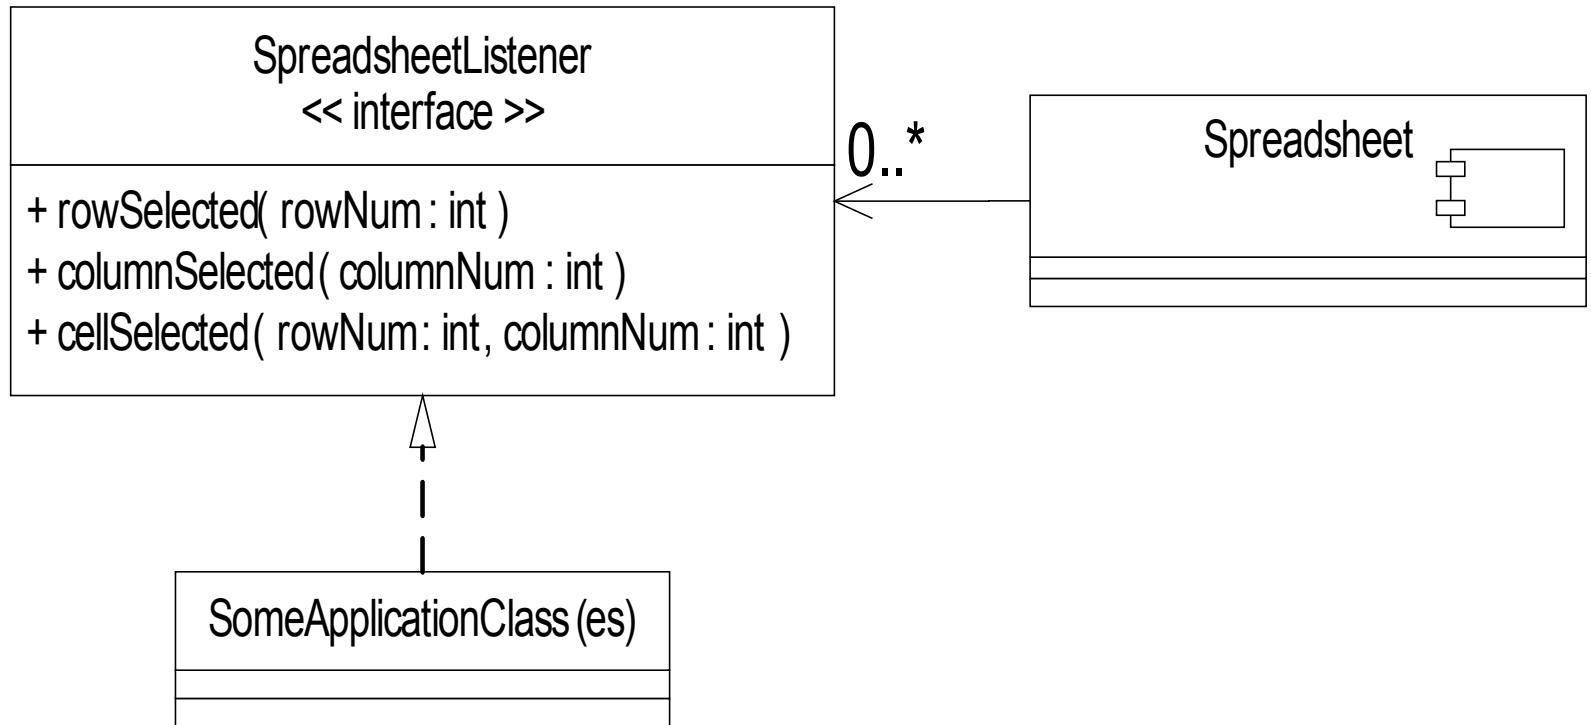 SpreadsheetListener
<< interface >>
+ rowSelected( rowNum : int )
+ columnSelected( columnNum : int )
+ cellSelected( rowNum : int, columnNum : int )
0..*
Spreadsheet
SomeApplicationClass(es)